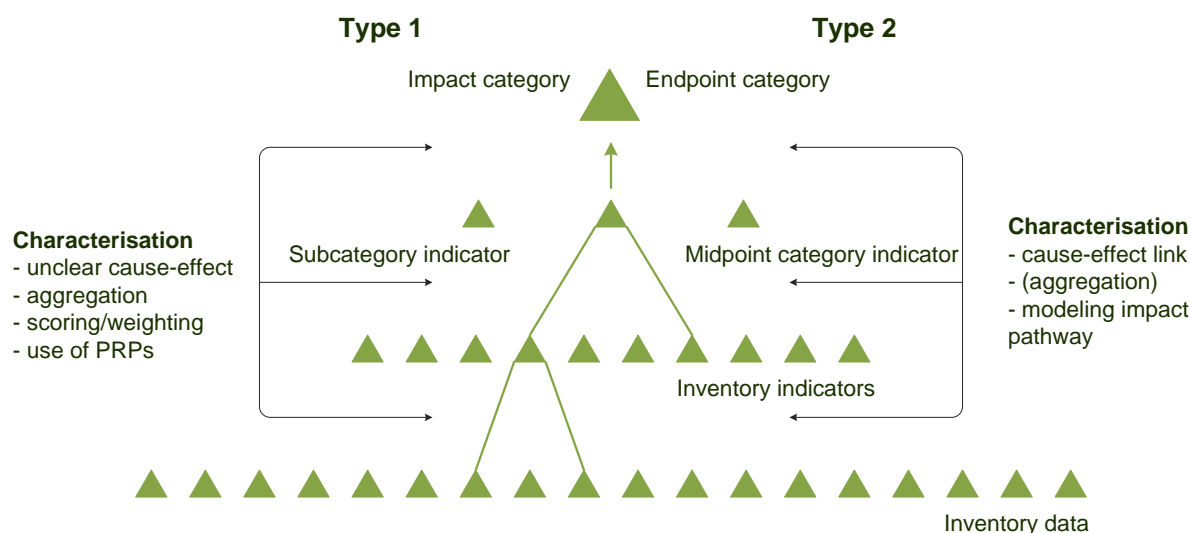 Type 1
Type 2
Impact category
Endpoint category
Characterisation
- unclear cause-effect
- aggregation
- scoring/weighting
- use of PRPs
Subcategory indicator
Midpoint category indicator
Characterisation
- cause-effect link
- (aggregation)
- modeling impact
pathway
Inventory indicators
Inventory data